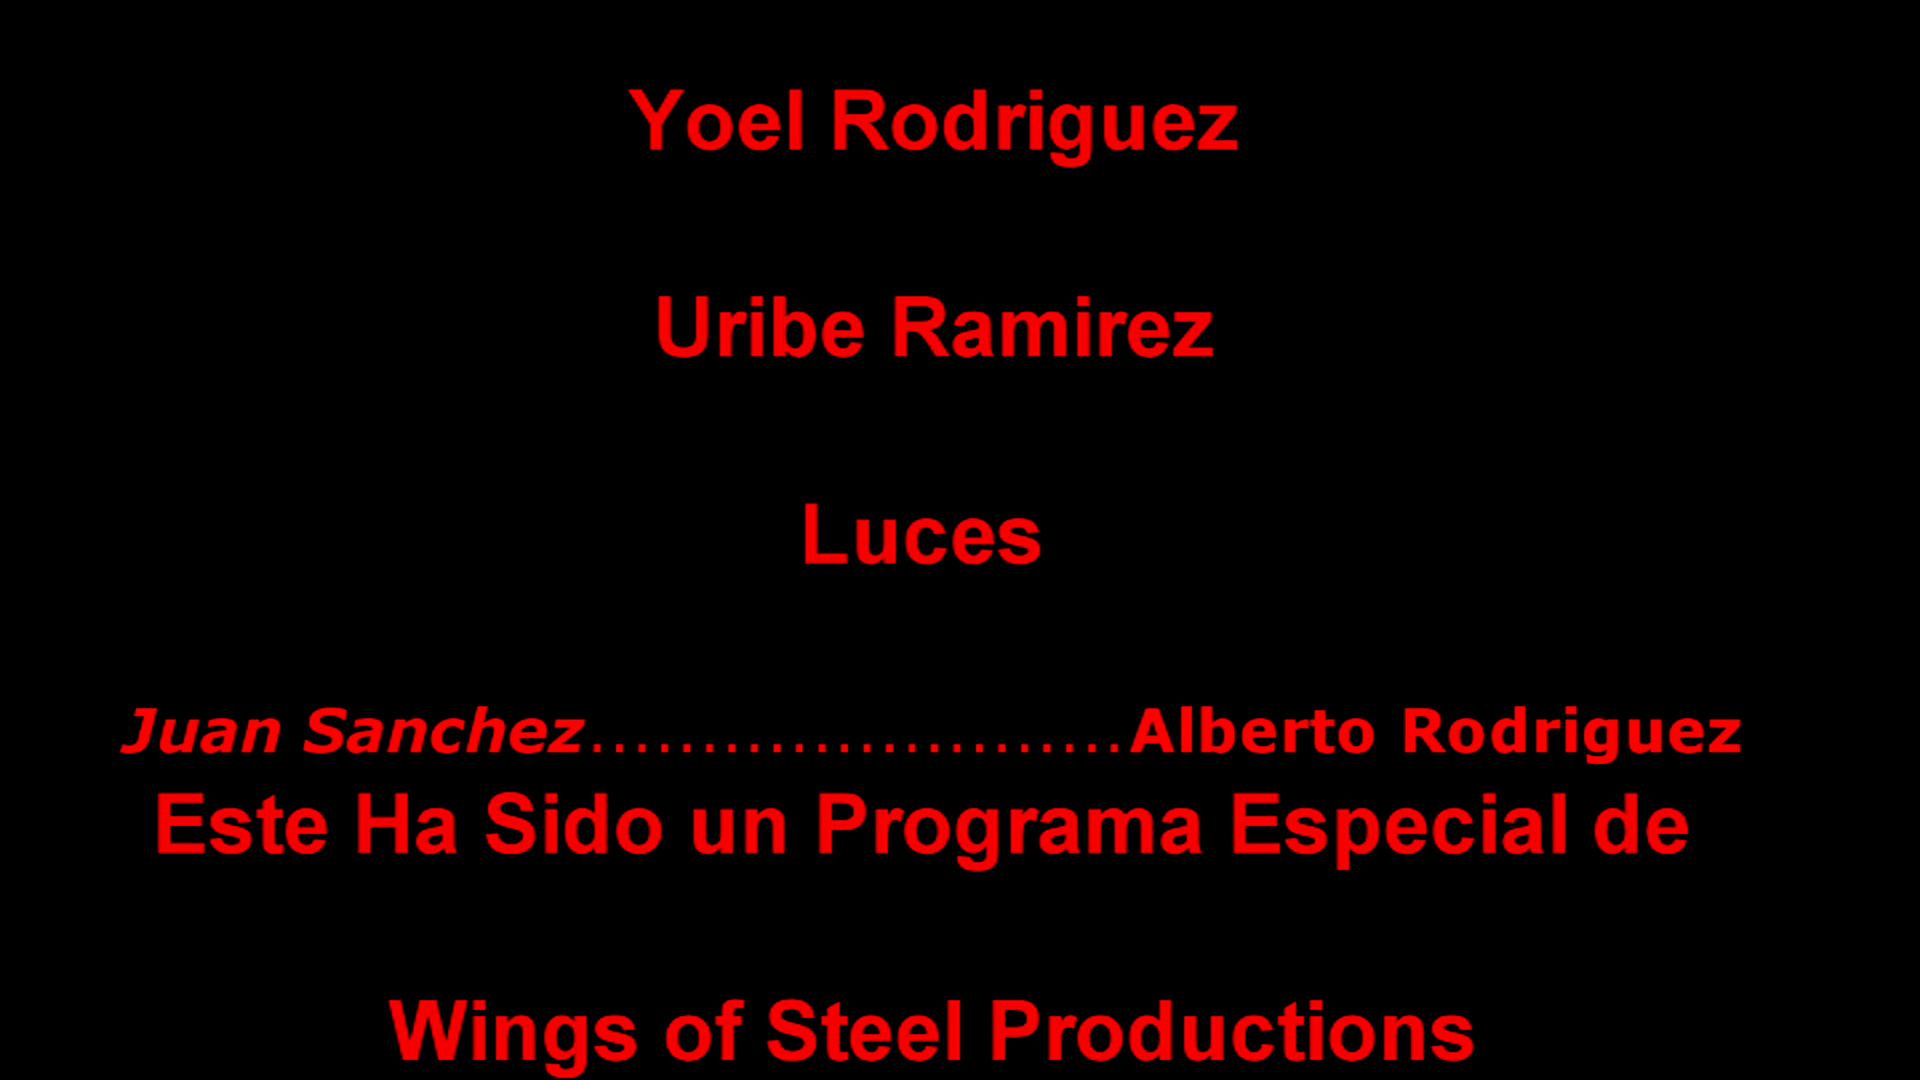 Yoel Rodriguez
Uribe Ramirez
Luces
Juan Sanchez........................Alberto Rodriguez
Este Ha Sido un Programa Especial de
Wings of Steel Productions